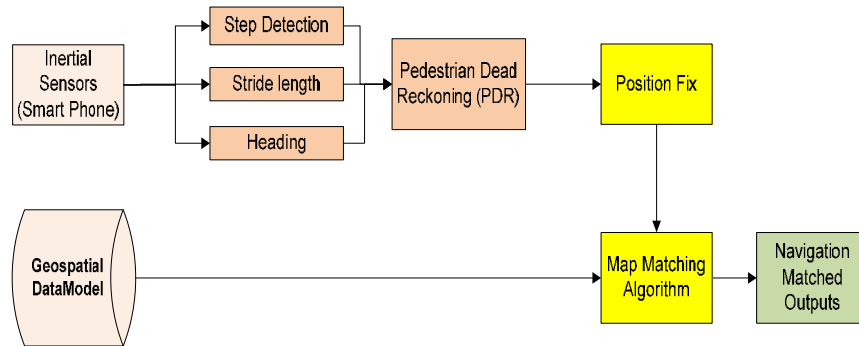 Step Detection
Inertial
Sensors
(Smart Phone)
Stride length
Heading
Pedestrian Dead
Reckoning (PDR)
Position Fix
Geospatial
DataModel
Map Matching
Algorithm
Navigation
Matched
Outputs